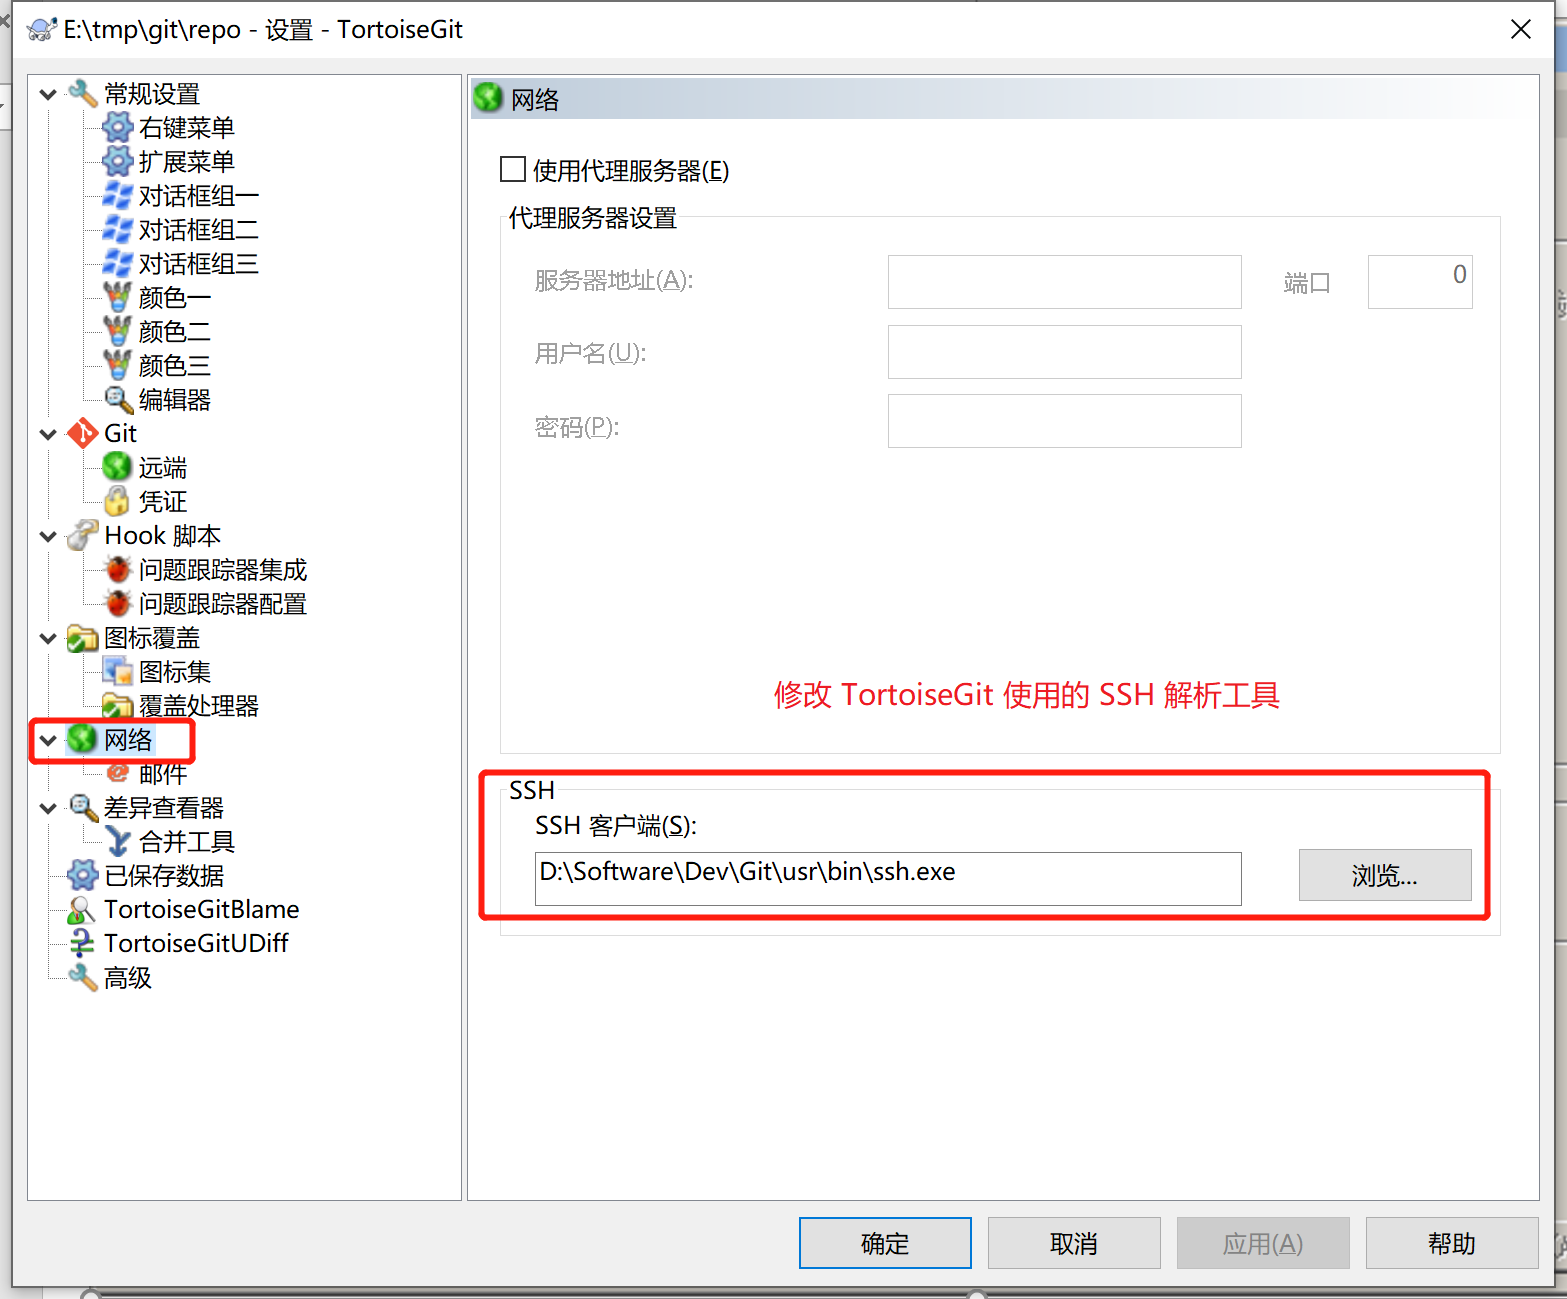 E:\tmp\git\repo - 设置 - TortoiseGit
常规设置
右键菜单
扩展菜单
对话框组一
对话框组二
对话框组三
颜色一
颜色二
颜色三
编辑器
Git
远端
凭证
Hook 脚本
问题跟踪器集成
问题跟踪器配置
图标覆盖
图标集
覆盖处理器
网络
邮件
差异查看器
合并工具
已保存数据
TortoiseGitBlame
TortoiseGitUDiff
高级
网络
使用代理服务器(E)
代理服务器设置
服务器地址(A):
端口
0
用户名(U):
密码(P):
修改 TortoiseGit 使用的 SSH 解析工具
SSH
SSH 客户端(S):
D:\Software\Dev\Git\usr\bin\ssh.exe
浏览...
确定
取消
应用(A)
帮助